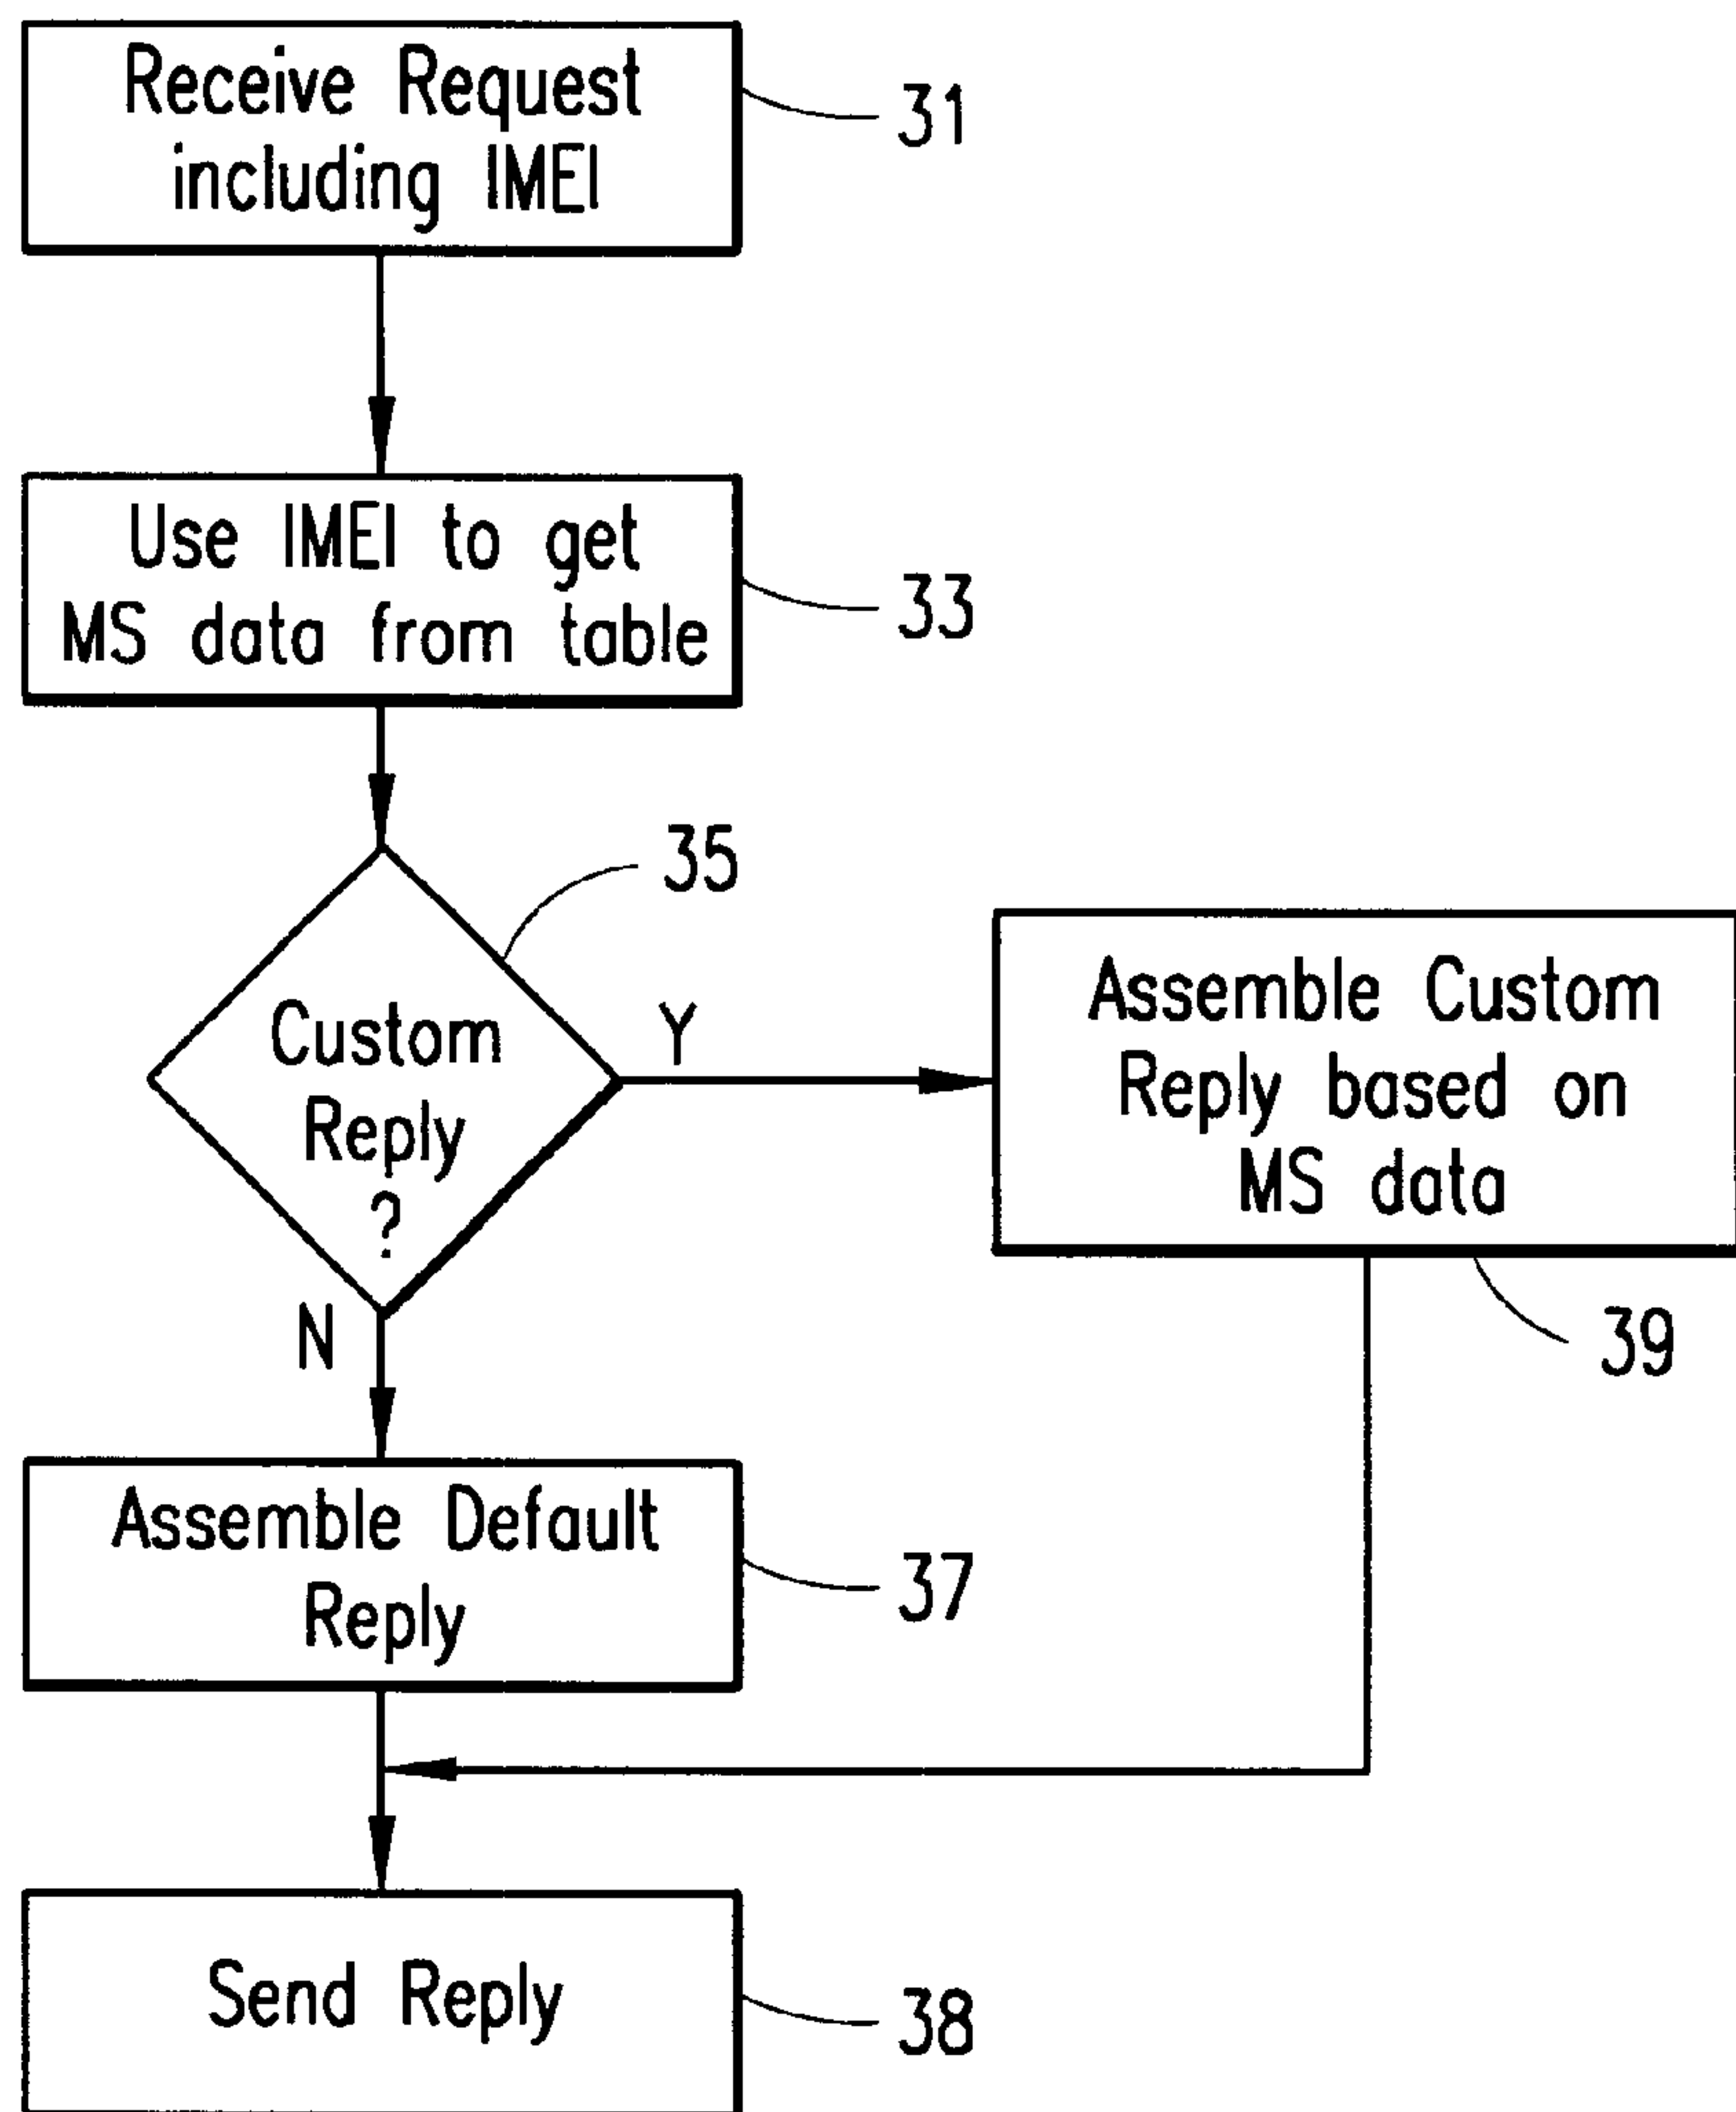 Receive Request
including IMEI
31
Use IMEI to get
MS data from table
33
35
Custom
Reply
?
Y
N
Assemble Custom
Reply based on
MS data
39
Assemble Default
Reply
37
Send Reply
38